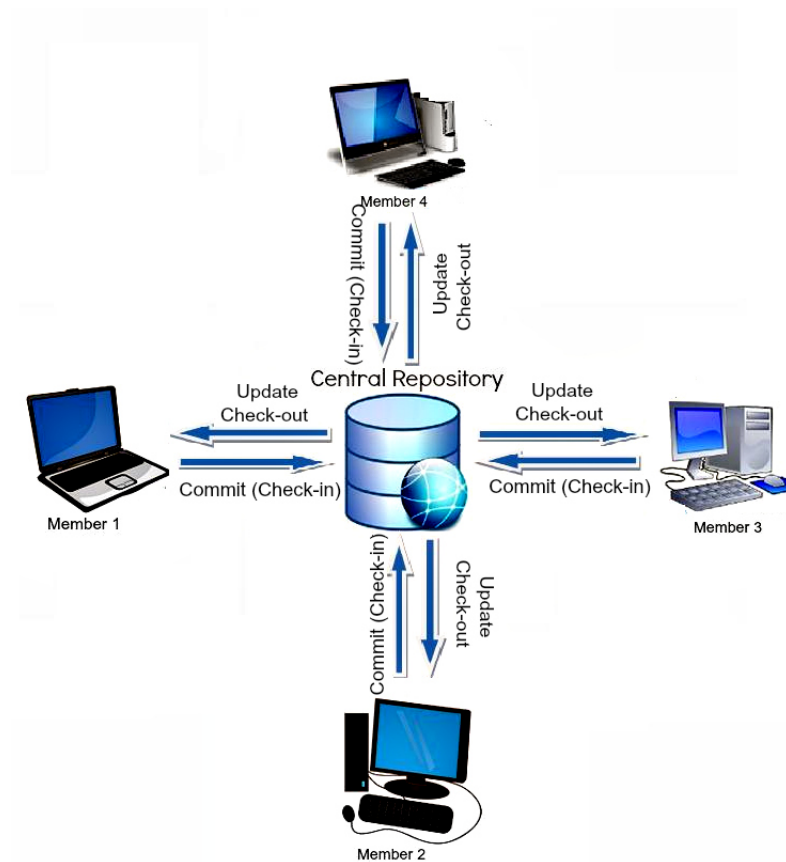 Member 4
Commit (Check-in)
Update
Check-out
Central Repository
Update
Check-out
Commit (Check-in)
Member 1
Update
Check-out
Commit (Check-in)
Member 3
Commit (Check-in)
Update
Check-out
Member 2